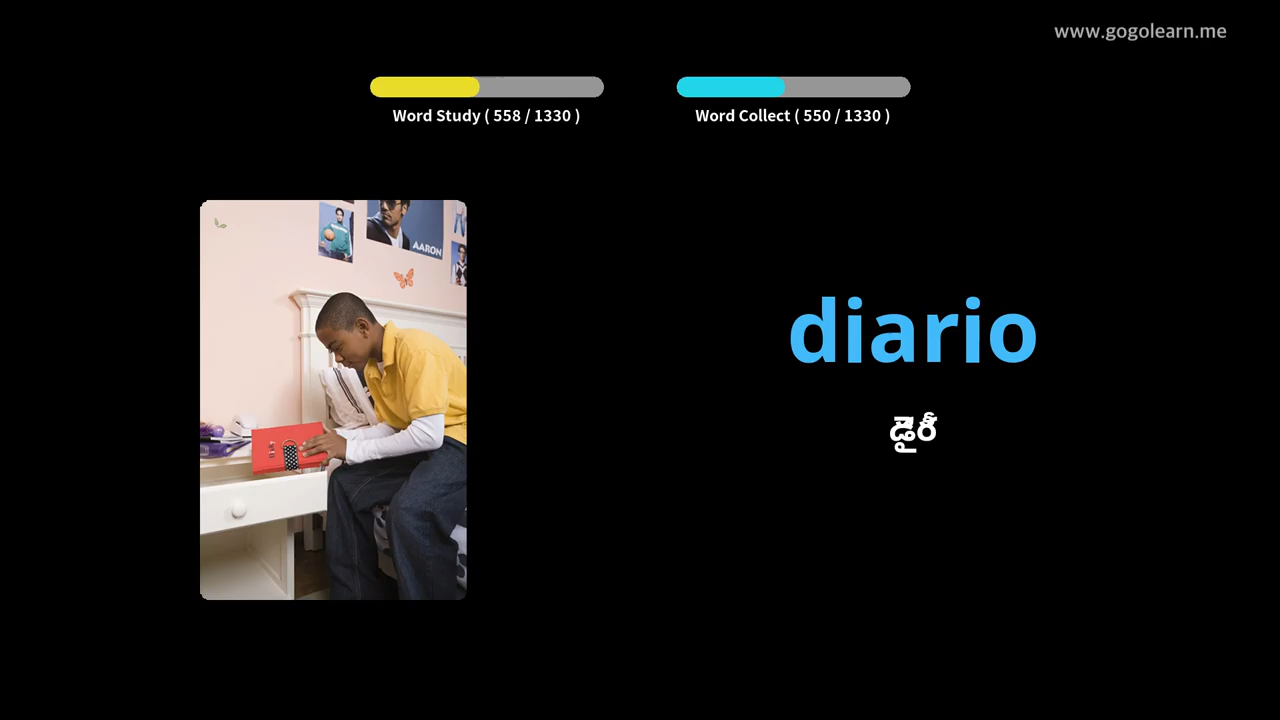 www.gogolearn.me
Word Study ( 558 / 1330 )
Word Collect ( 550 / 1330 )
AARON
diario
డైరీ